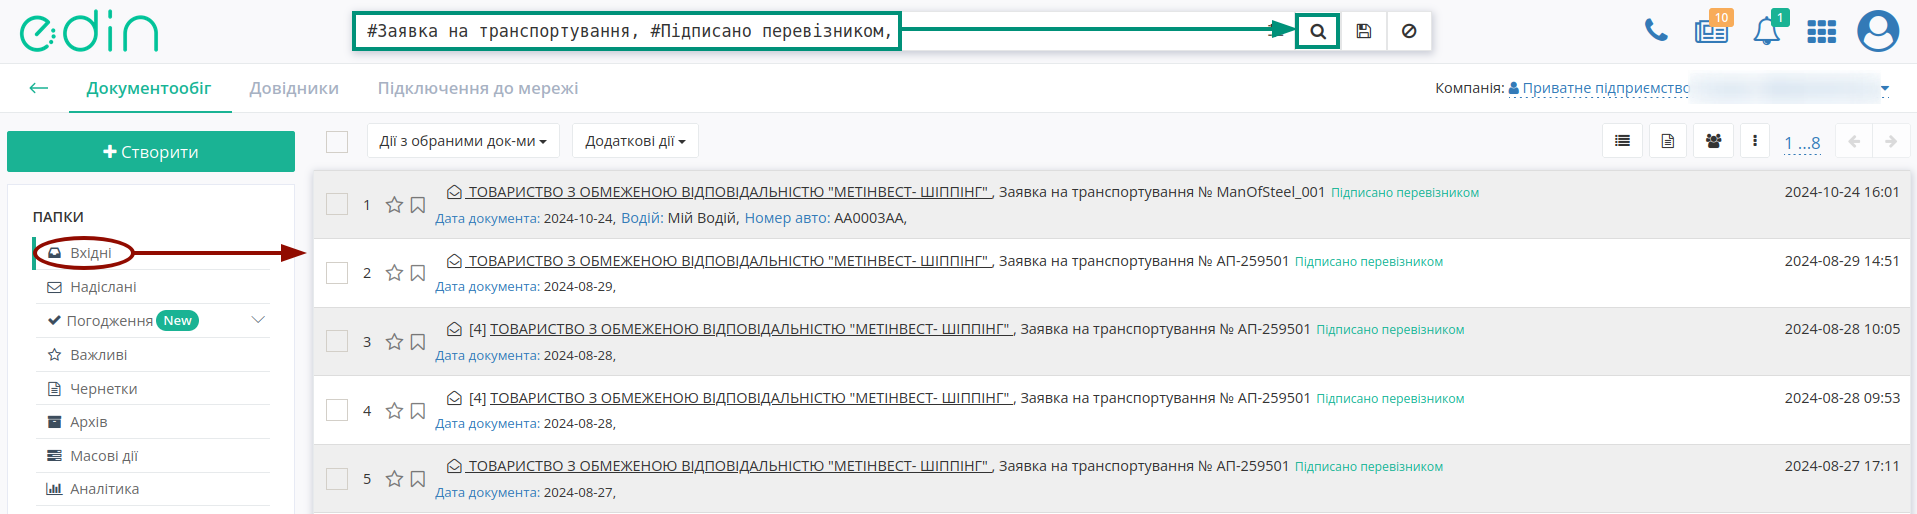 edin
#Заявка на транспортування, #Підписано перевізником,
10
1
Документообіг Довідники Підключення до мережі
Компанія: Приватне підприємство
Створити
Дії з обраними док-ми Додаткові дії
1 ...8
ПАПКИ
Вхідні
Надіслані
Погодження New
Важливі
Чернетки
Архів
Масові дії
Аналітика
1 ТОВАРИСТВО З ОБМЕЖЕНОЮ ВІДПОВІДАЛЬНІСТЮ "МЕТІНВЕСТ- ШІППІНГ" , Заявка на транспортування № ManOfSteel_001 Підписано перевізником 2024-10-24 16:01
Дата документа: 2024-10-24, Водій: Мій Водій, Номер авто: АА0003АА,
2 ТОВАРИСТВО З ОБМЕЖЕНОЮ ВІДПОВІДАЛЬНІСТЮ "МЕТІНВЕСТ- ШІППІНГ" , Заявка на транспортування № АП-259501 Підписано перевізником 2024-08-29 14:51
Дата документа: 2024-08-29,
3 [4] ТОВАРИСТВО З ОБМЕЖЕНОЮ ВІДПОВІДАЛЬНІСТЮ "МЕТІНВЕСТ- ШІППІНГ" , Заявка на транспортування № АП-259501 Підписано перевізником 2024-08-28 10:05
Дата документа: 2024-08-28,
4 [4] ТОВАРИСТВО З ОБМЕЖЕНОЮ ВІДПОВІДАЛЬНІСТЮ "МЕТІНВЕСТ- ШІППІНГ" , Заявка на транспортування № АП-259501 Підписано перевізником 2024-08-28 09:53
Дата документа: 2024-08-28,
5 ТОВАРИСТВО З ОБМЕЖЕНОЮ ВІДПОВІДАЛЬНІСТЮ "МЕТІНВЕСТ- ШІППІНГ" , Заявка на транспортування № АП-259501 Підписано перевізником 2024-08-27 17:11
Дата документа: 2024-08-27,